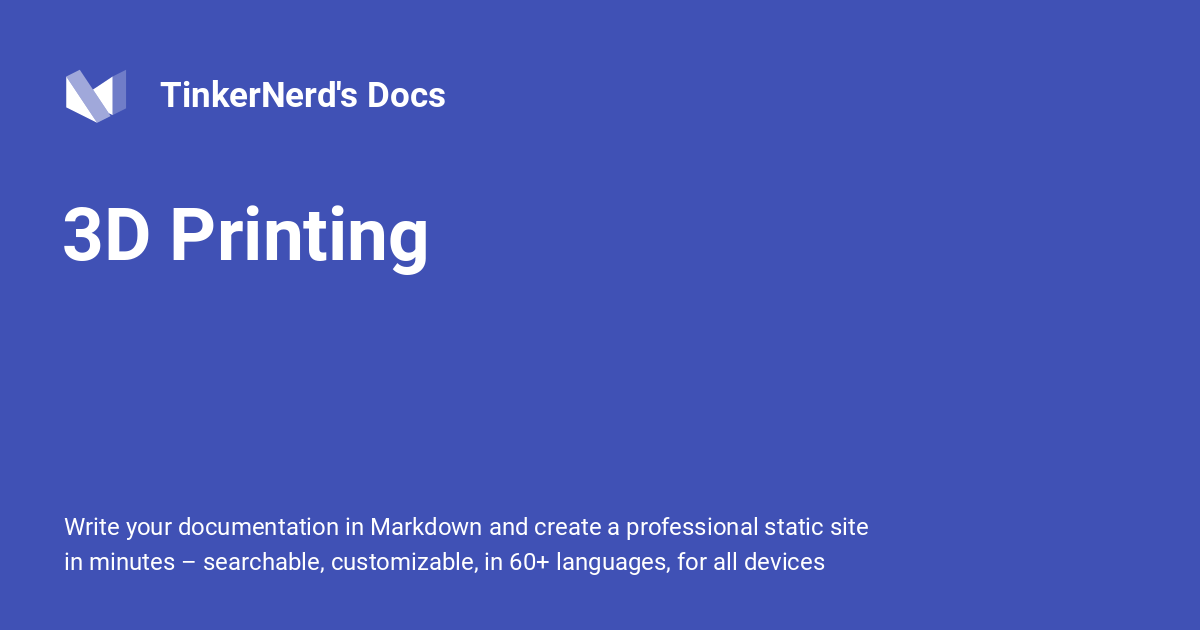 TinkerNerd's Docs
3D Printing
Write your documentation in Markdown and create a professional static site
in minutes – searchable, customizable, in 60+ languages, for all devices